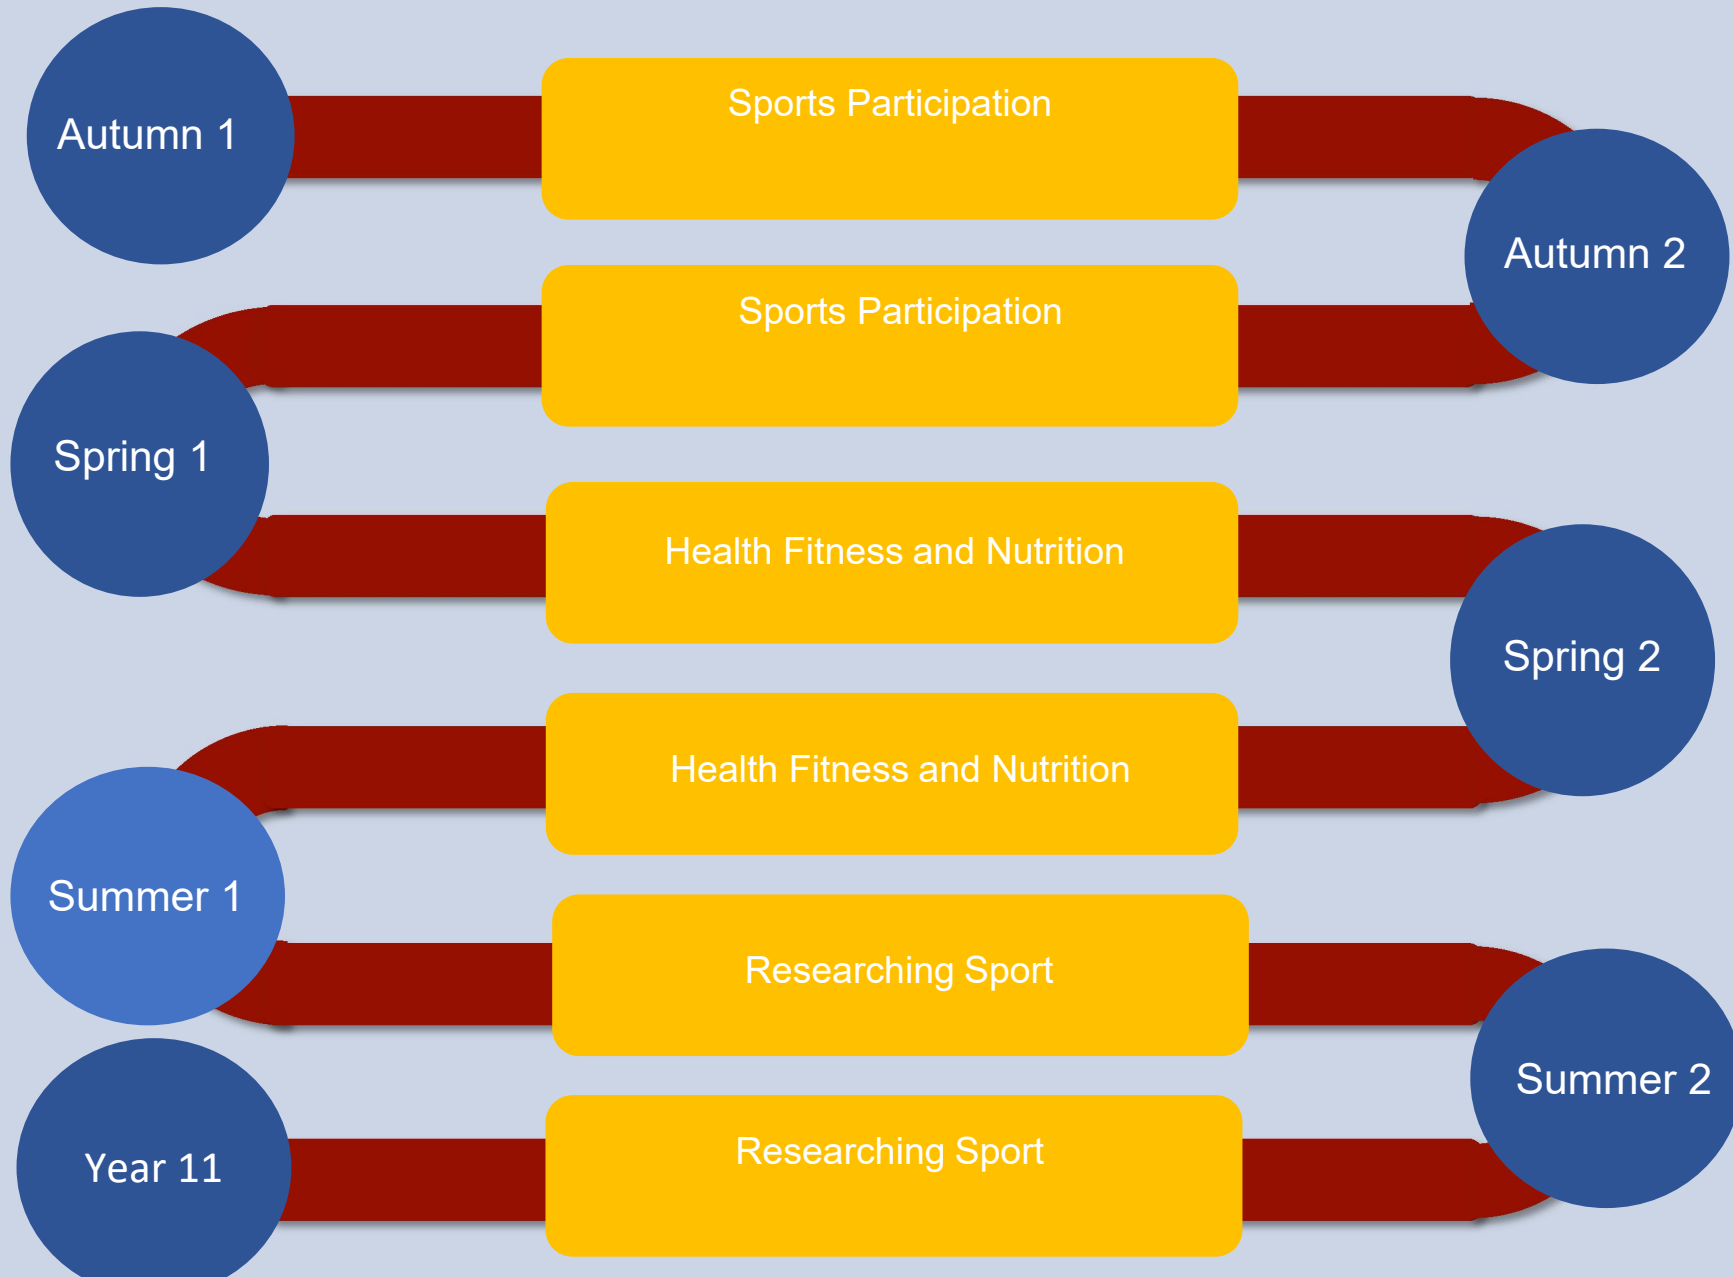 Autumn 1
Sports Participation
Autumn 2
Sports Participation
Spring 1
Health Fitness and Nutrition
Spring 2
Health Fitness and Nutrition
Summer 1
Researching Sport
Summer 2
Researching Sport
Year 11